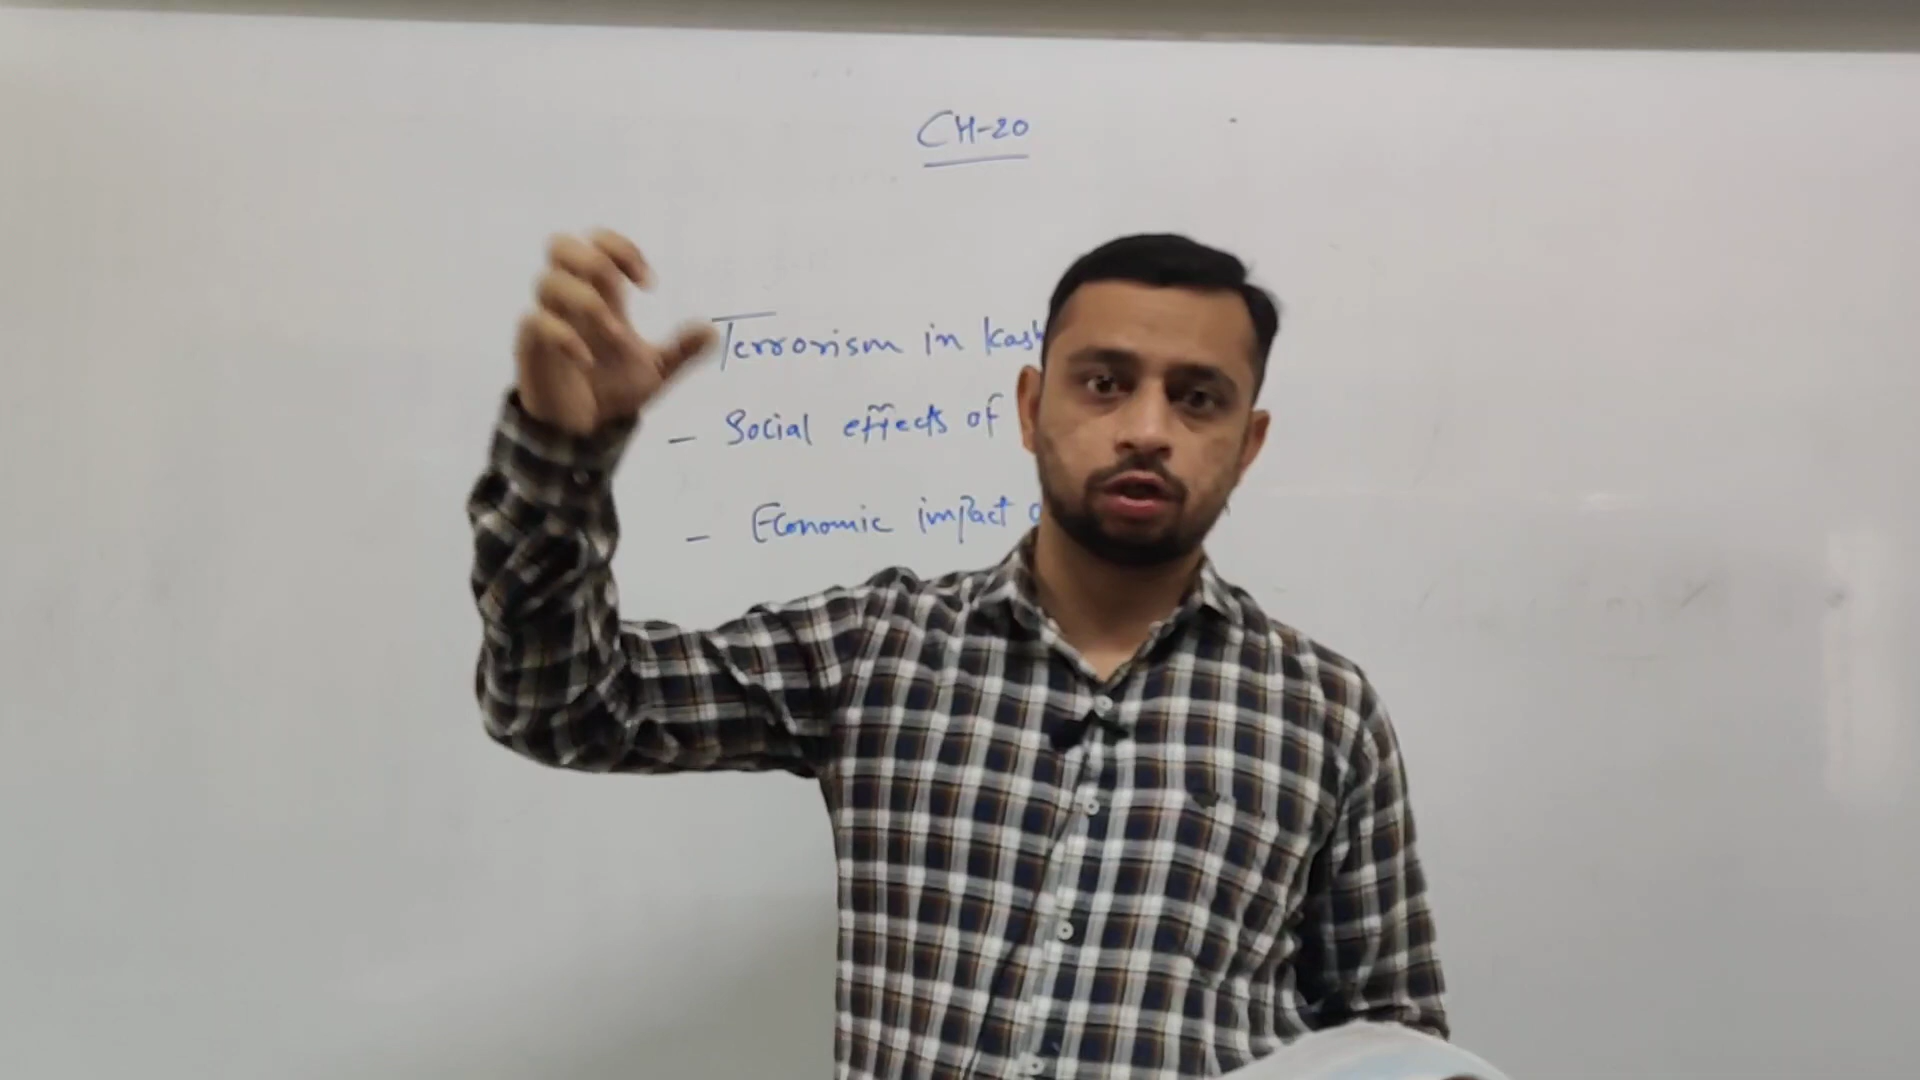 CH-20
Terrorism in
- Social effects of
- Economic impact